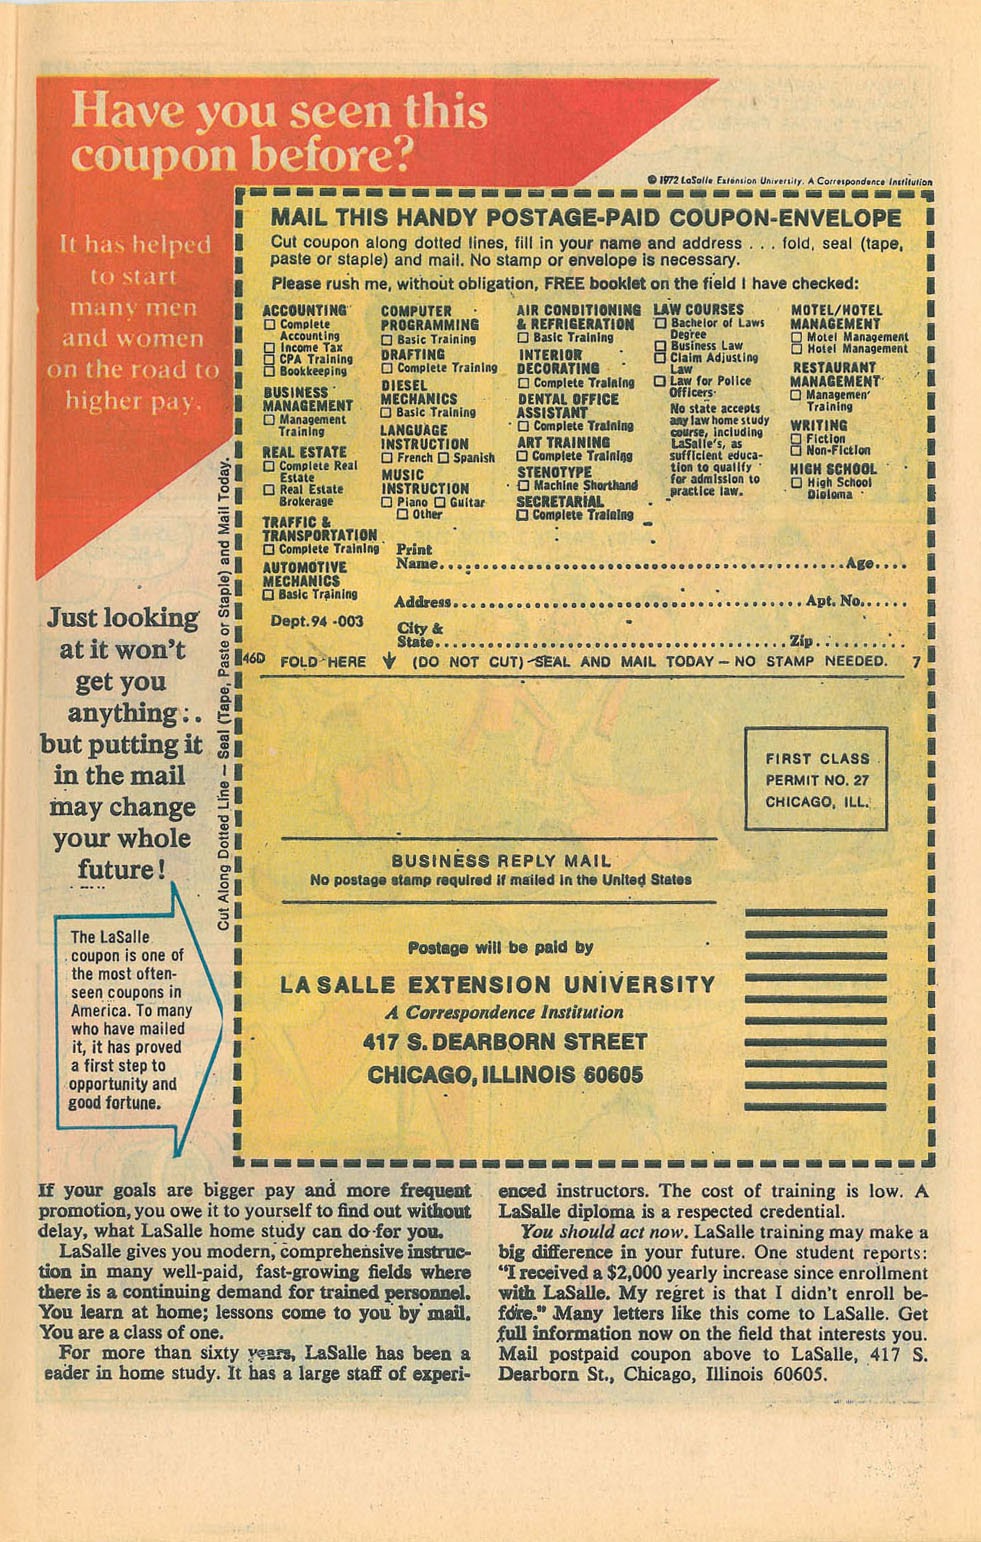 Have you seen this
coupon before?
It has helped
to start
many men
and women
on the road to
higher pay.
© 1972 LaSalle Extension University. A Correspondence Institution
MAIL THIS HANDY POSTAGE-PAID COUPON-ENVELOPE
Cut coupon along dotted lines, fill in your name and address . . . fold, seal (tape,
paste or staple) and mail. No stamp or envelope is necessary.
Please rush me, without obligation, FREE booklet on the field I have checked:
ACCOUNTING
☐ Complete
Accounting
☐ Income Tax
☐ CPA Training
☐ Bookkeeping
BUSINESS
MANAGEMENT
☐ Management
Training
REAL ESTATE
☐ Complete Real
Estate
☐ Real Estate
Brokerage
TRAFFIC &
TRANSPORTATION
☐ Complete Training
AUTOMOTIVE
MECHANICS
☐ Basic Training
COMPUTER
PROGRAMMING
☐ Basic Training
DRAFTING
☐ Complete Training
DIESEL
MECHANICS
☐ Basic Training
LANGUAGE
INSTRUCTION
☐ French ☐ Spanish
MUSIC
INSTRUCTION
☐ Piano ☐ Guitar
☐ Other
AIR CONDITIONING
& REFRIGERATION
☐ Basic Training
INTERIOR
DECORATING
☐ Complete Training
DENTAL OFFICE
ASSISTANT
☐ Complete Training
ART TRAINING
☐ Complete Training
STENOTYPE
☐ Machine Shorthand
SECRETARIAL
☐ Complete Training
LAW COURSES
☐ Bachelor of Laws
Degree
☐ Business Law
☐ Claim Adjusting
Law
☐ Law for Police
Officers
No state accepts
any law home study
course, including
LaSalle's, as
sufficient educa-
tion to qualify
for admission to
practice law.
MOTEL/HOTEL
MANAGEMENT
☐ Motel Management
☐ Hotel Management
RESTAURANT
MANAGEMENT
☐ Managemen'
Training
WRITING
☐ Fiction
☐ Non-Fiction
HIGH SCHOOL
☐ High School
Diploma
Print
Name.................................................Age....
Address..........................................Apt. No......
Dept. 94 -003
City &
State.............................................Zip..........
46D FOLD HERE ↓ (DO NOT CUT)-SEAL AND MAIL TODAY – NO STAMP NEEDED. 7
Cut Along Dotted Line – Seal (Tape, Paste or Staple) and Mail Today.
Just looking
at it won't
get you
anything . .
but putting it
in the mail
may change
your whole
future!
The LaSalle
coupon is one of
the most often-
seen coupons in
America. To many
who have mailed
it, it has proved
a first step to
opportunity and
good fortune.
FIRST CLASS
PERMIT NO. 27
CHICAGO, ILL.
BUSINESS REPLY MAIL
No postage stamp required if mailed in the United States
Postage will be paid by
LA SALLE EXTENSION UNIVERSITY
A Correspondence Institution
417 S. DEARBORN STREET
CHICAGO, ILLINOIS 60605
If your goals are bigger pay and more frequent
promotion, you owe it to yourself to find out without
delay, what LaSalle home study can do for you.
LaSalle gives you modern, comprehensive instruc-
tion in many well-paid, fast-growing fields where
there is a continuing demand for trained personnel.
You learn at home; lessons come to you by mail.
You are a class of one.
For more than sixty years, LaSalle has been a
eader in home study. It has a large staff of experi-
enced instructors. The cost of training is low. A
LaSalle diploma is a respected credential.
You should act now. LaSalle training may make a
big difference in your future. One student reports:
"I received a $2,000 yearly increase since enrollment
with LaSalle. My regret is that I didn't enroll be-
fore." Many letters like this come to LaSalle. Get
full information now on the field that interests you.
Mail postpaid coupon above to LaSalle, 417 S.
Dearborn St., Chicago, Illinois 60605.